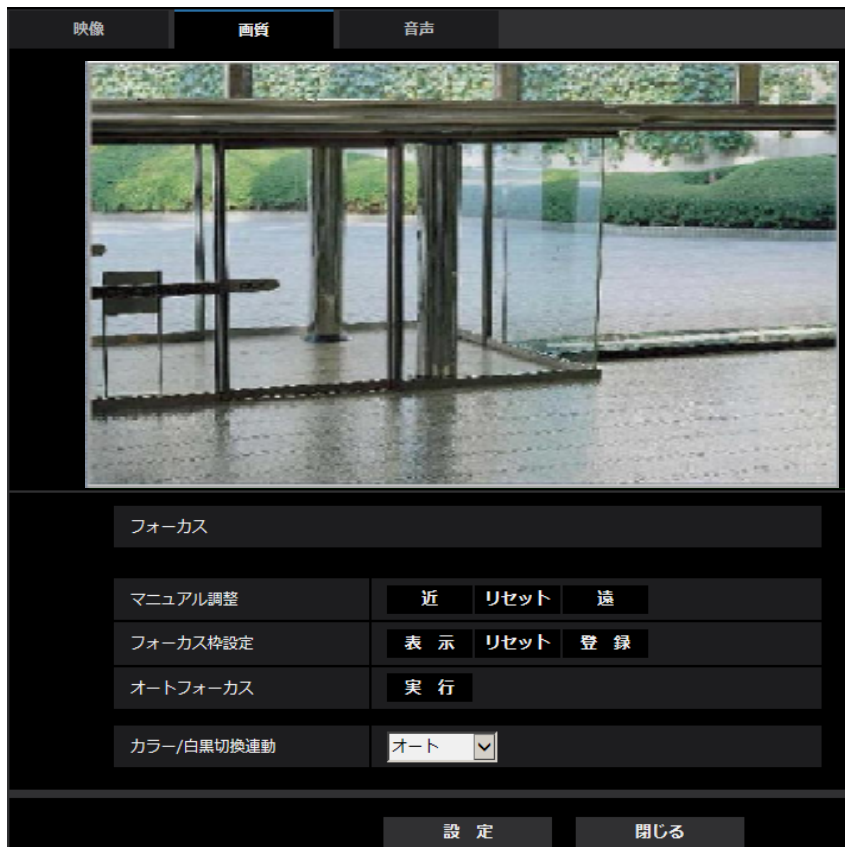 映像 画質 音声
フォーカス
マニュアル調整 近 リセット 遠
フォーカス枠設定 表 示 リセット 登 録
オートフォーカス 実 行
カラー/白黒切換連動 オート
設 定 閉じる